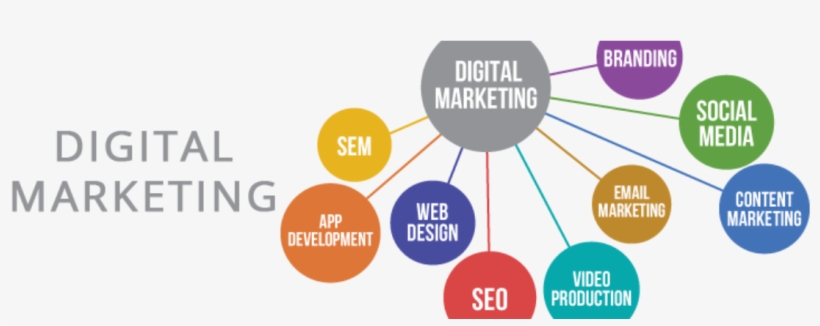 DIGITAL
MARKETING
DIGITAL
MARKETING
BRANDING
SOCIAL
MEDIA
SEM
EMAIL
MARKETING
CONTENT
MARKETING
APP
DEVELOPMENT
WEB
DESIGN
SEO
VIDEO
PRODUCTION